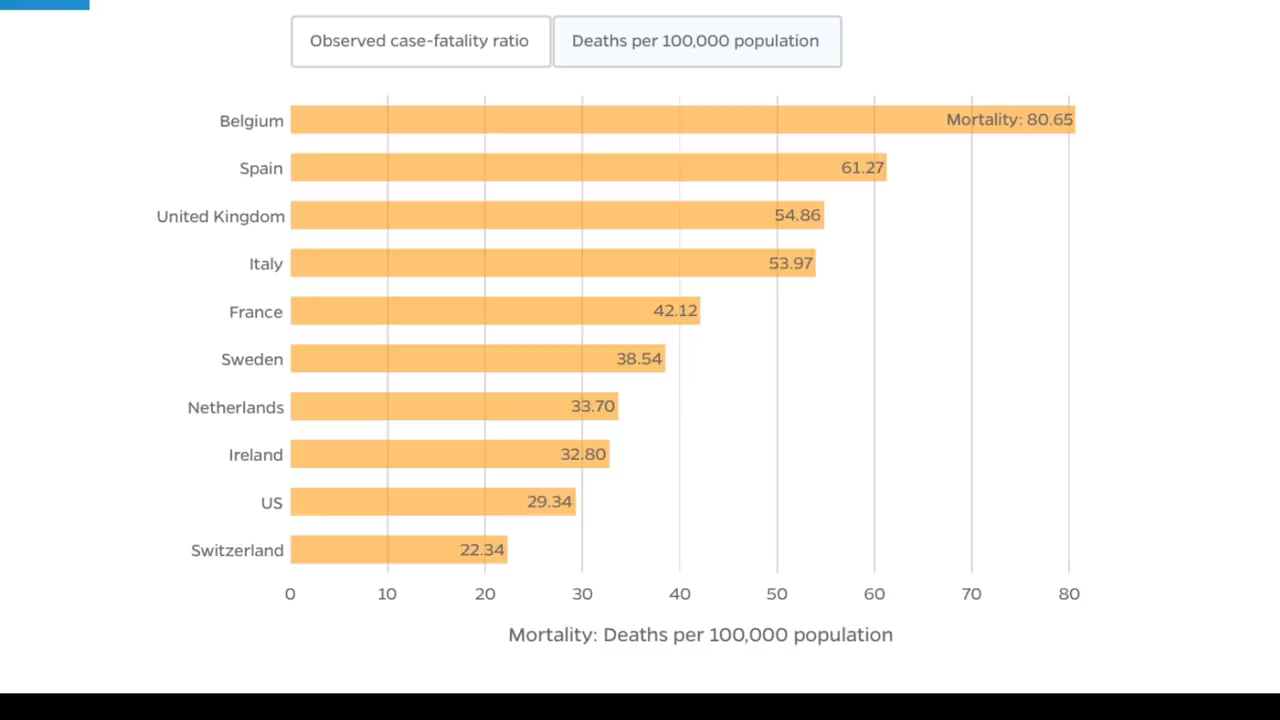 Observed case-fatality ratio Deaths per 100,000 population
Belgium Mortality: 80.65
Spain 61.27
United Kingdom 54.86
Italy 53.97
France 42.12
Sweden 38.54
Netherlands 33.70
Ireland 32.80
US 29.34
Switzerland 22.34
0 10 20 30 40 50 60 70 80
Mortality: Deaths per 100,000 population